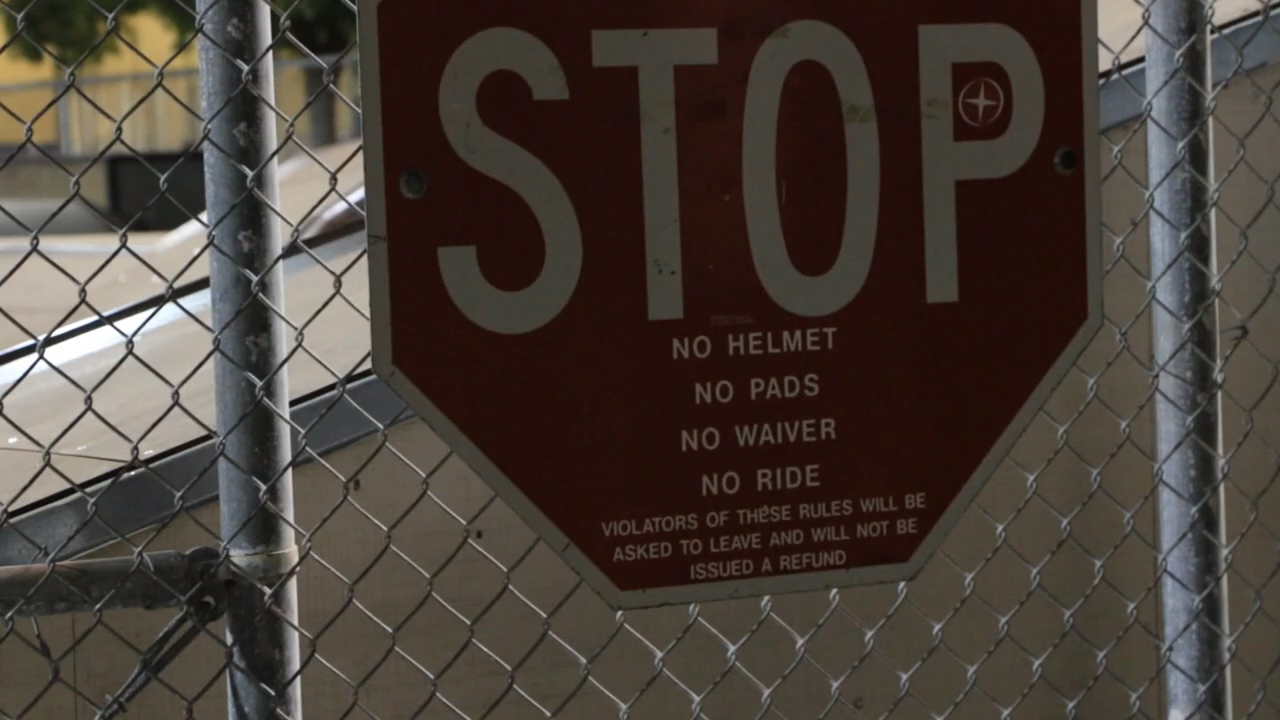 STOP
NO HELMET
NO PADS
NO WAIVER
NO RIDE
VIOLATORS OF THESE RULES WILL BE
ASKED TO LEAVE AND WILL NOT BE
ISSUED A REFUND